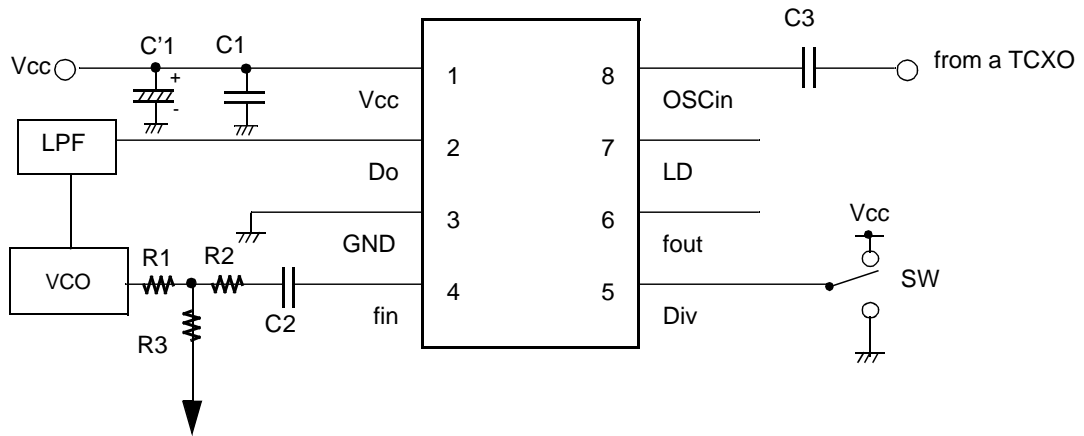 C3
C'1 C1
Vcc
from a TCXO
+
-
1
8
Vcc
OSCin
LPF
2
7
Do
LD
3
6
Vcc
GND
fout
R1 R2
SW
VCO
4
5
C2
fin
Div
R3